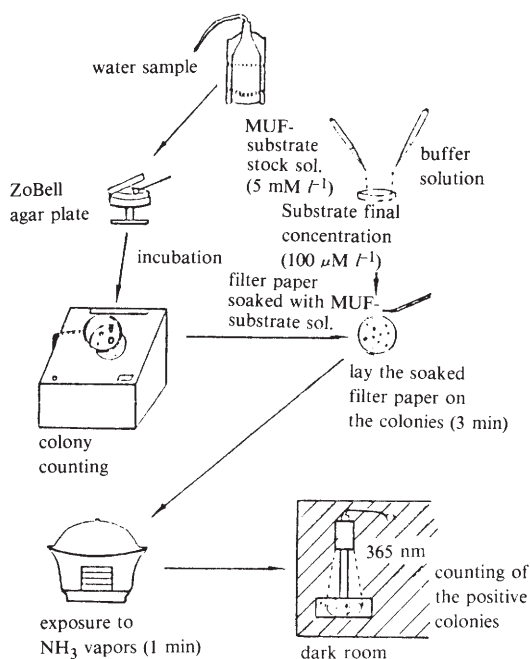 water sample
MUF-
substrate
stock sol.
(5 mM l⁻¹)
buffer
solution
ZoBell
agar plate
Substrate final
concentration
(100 μM l⁻¹)
incubation
filter paper
soaked with MUF-
substrate sol.
lay the soaked
filter paper on
the colonies (3 min)
colony
counting
365 nm
counting of
the positive
colonies
exposure to
NH₃ vapors (1 min)
dark room